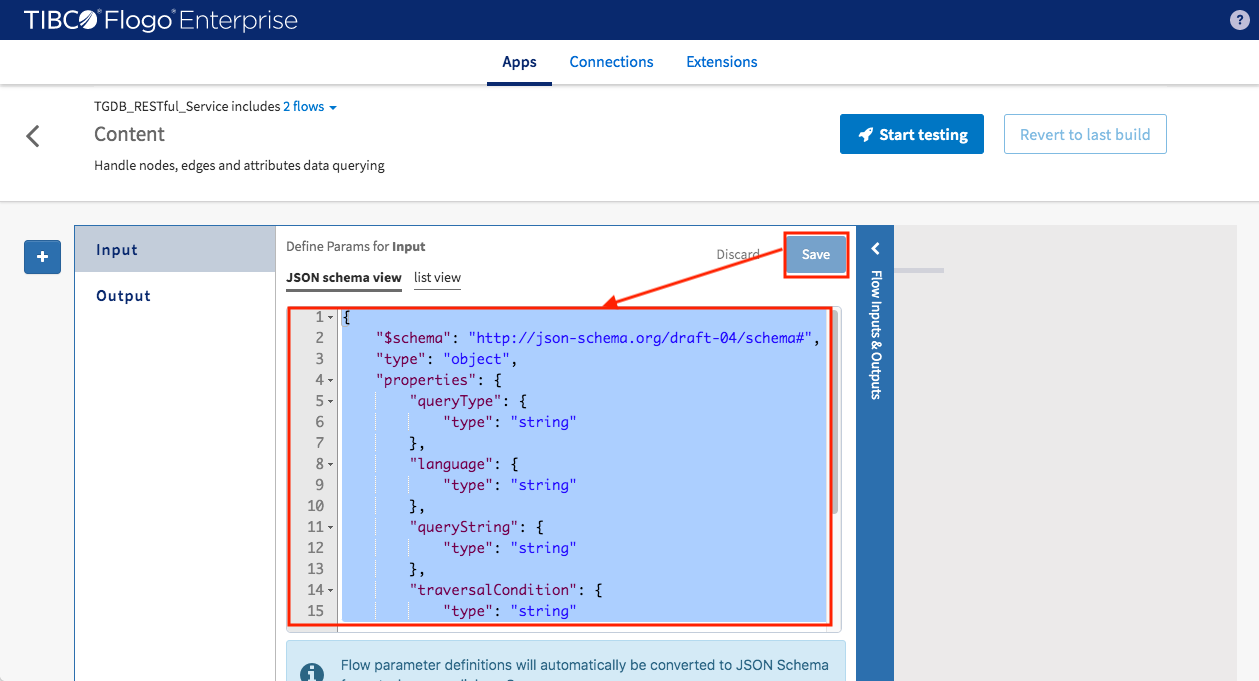 TIBCO® Flogo® Enterprise
?
Apps Connections Extensions
TGDB_RESTful_Service includes 2 flows
Content
Handle nodes, edges and attributes data querying
Start testing
Revert to last build
+
Input
Output
Define Params for Input
Discard
Save
JSON schema view list view
1 {
2 "$schema": "http://json-schema.org/draft-04/schema#",
3 "type": "object",
4 "properties": {
5 "queryType": {
6 "type": "string"
7 },
8 "language": {
9 "type": "string"
10 },
11 "queryString": {
12 "type": "string"
13 },
14 "traversalCondition": {
15 "type": "string"
Flow Inputs & Outputs
Flow parameter definitions will automatically be converted to JSON Schema